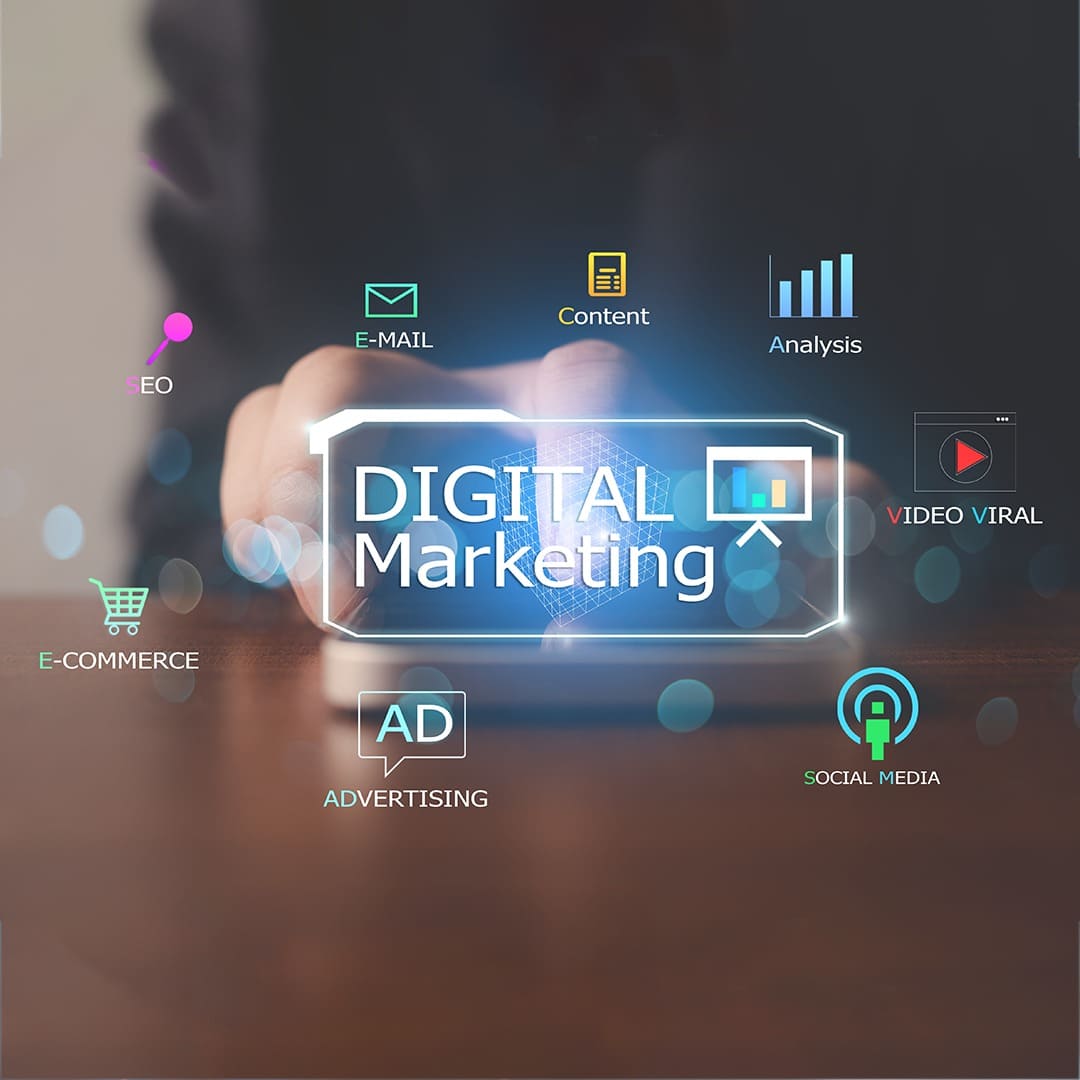 E-MAIL
Content
Analysis
SEO
DIGITAL
Marketing
VIDEO VIRAL
E-COMMERCE
AD
ADVERTISING
SOCIAL MEDIA